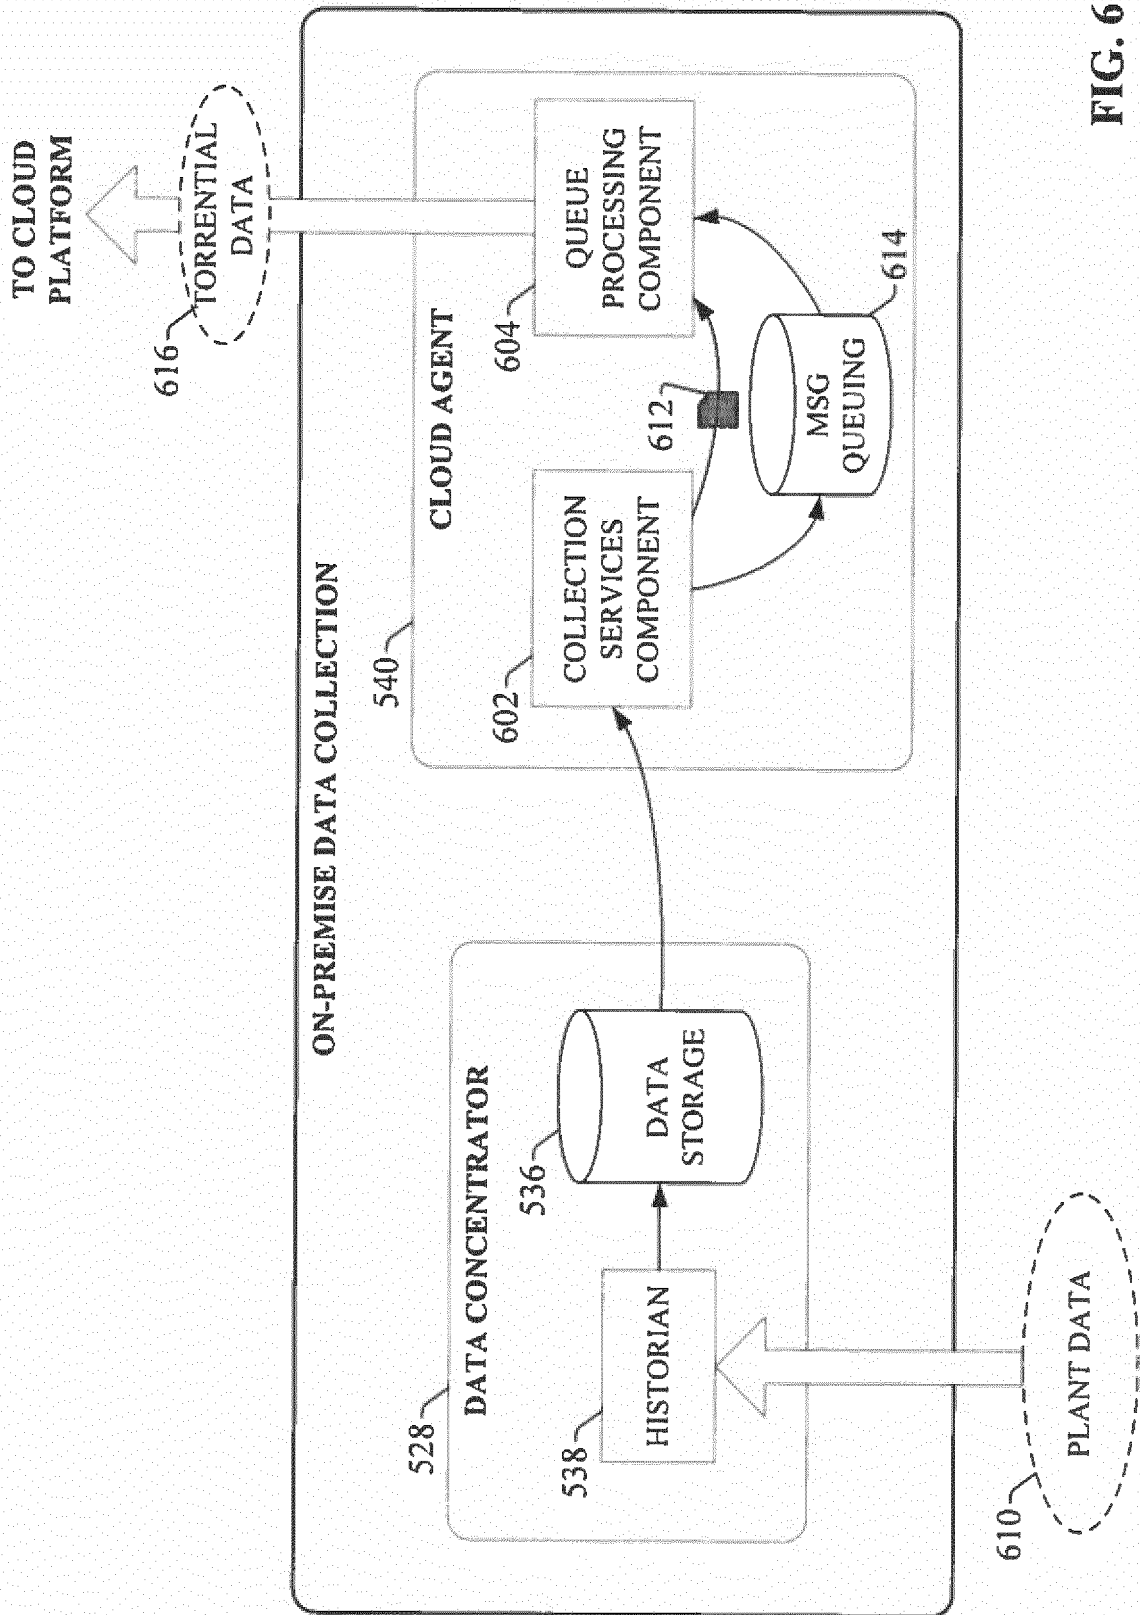 TO CLOUD
PLATFORM
616
TORRENTIAL
DATA
ON-PREMISE DATA COLLECTION
540
CLOUD AGENT
602
COLLECTION
SERVICES
COMPONENT
604
QUEUE
PROCESSING
COMPONENT
612
MSG
QUEUING
614
528
DATA CONCENTRATOR
538
HISTORIAN
536
DATA
STORAGE
610
PLANT DATA
FIG. 6